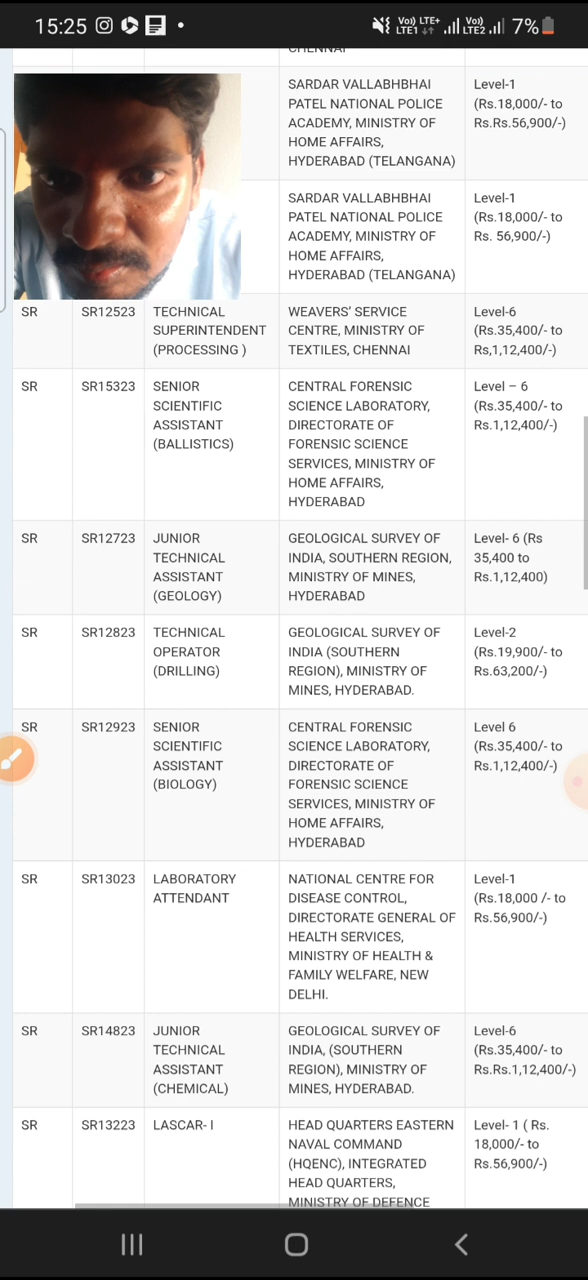 15:25
Vo)) LTE+
LTE1
Vo))
LTE2
7%
CHENNAI
SARDAR VALLABHBHAI
PATEL NATIONAL POLICE
ACADEMY, MINISTRY OF
HOME AFFAIRS,
HYDERABAD (TELANGANA)
Level-1
(Rs.18,000/- to
Rs.Rs.56,900/-)
SARDAR VALLABHBHAI
PATEL NATIONAL POLICE
ACADEMY, MINISTRY OF
HOME AFFAIRS,
HYDERABAD (TELANGANA)
Level-1
(Rs.18,000/- to
Rs. 56,900/-)
SR
SR12523
TECHNICAL
SUPERINTENDENT
(PROCESSING )
WEAVERS' SERVICE
CENTRE, MINISTRY OF
TEXTILES, CHENNAI
Level-6
(Rs.35,400/- to
Rs,1,12,400/-)
SR
SR15323
SENIOR
SCIENTIFIC
ASSISTANT
(BALLISTICS)
CENTRAL FORENSIC
SCIENCE LABORATORY,
DIRECTORATE OF
FORENSIC SCIENCE
SERVICES, MINISTRY OF
HOME AFFAIRS,
HYDERABAD
Level – 6
(Rs.35,400/- to
Rs.1,12,400/-)
SR
SR12723
JUNIOR
TECHNICAL
ASSISTANT
(GEOLOGY)
GEOLOGICAL SURVEY OF
INDIA, SOUTHERN REGION,
MINISTRY OF MINES,
HYDERABAD
Level- 6 (Rs
35,400 to
Rs.1,12,400)
SR
SR12823
TECHNICAL
OPERATOR
(DRILLING)
GEOLOGICAL SURVEY OF
INDIA (SOUTHERN
REGION), MINISTRY OF
MINES, HYDERABAD.
Level-2
(Rs.19,900/- to
Rs.63,200/-)
SR
SR12923
SENIOR
SCIENTIFIC
ASSISTANT
(BIOLOGY)
CENTRAL FORENSIC
SCIENCE LABORATORY,
DIRECTORATE OF
FORENSIC SCIENCE
SERVICES, MINISTRY OF
HOME AFFAIRS,
HYDERABAD
Level 6
(Rs.35,400/- to
Rs.1,12,400/-)
SR
SR13023
LABORATORY
ATTENDANT
NATIONAL CENTRE FOR
DISEASE CONTROL,
DIRECTORATE GENERAL OF
HEALTH SERVICES,
MINISTRY OF HEALTH &
FAMILY WELFARE, NEW
DELHI.
Level-1
(Rs.18,000 /- to
Rs.56,900/-)
SR
SR14823
JUNIOR
TECHNICAL
ASSISTANT
(CHEMICAL)
GEOLOGICAL SURVEY OF
INDIA, (SOUTHERN
REGION), MINISTRY OF
MINES, HYDERABAD.
Level-6
(Rs.35,400/- to
Rs.Rs.1,12,400/-)
SR
SR13223
LASCAR- I
HEAD QUARTERS EASTERN
NAVAL COMMAND
(HQENC), INTEGRATED
HEAD QUARTERS,
MINISTRY OF DEFENCE
Level- 1 ( Rs.
18,000/- to
Rs.56,900/-)